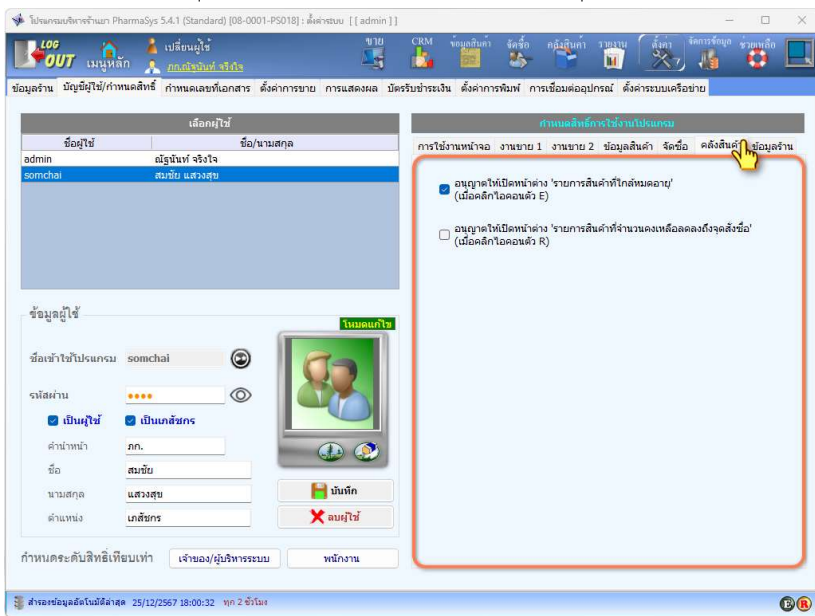 โปรแกรมบริหารร้านยา PharmaSys 5.4.1 (Standard) [08-0001-PS018] : ตั้งค่าระบบ [ [ admin ] ]
LOG OUT เมนูหลัก เปลี่ยนผู้ใช้ ภก.ณัฐนันท์ จริงใจ ขาย CRM ข้อมูลสินค้า จัดซื้อ คลังสินค้า รายงาน ตั้งค่า จัดการข้อมูล ช่วยเหลือ
ข้อมูลร้าน บัญชีผู้ใช้/กำหนดสิทธิ์ กำหนดเลขที่เอกสาร ตั้งค่าการขาย การแสดงผล บัตรรับชำระเงิน ตั้งค่าการพิมพ์ การเชื่อมต่ออุปกรณ์ ตั้งค่าระบบเครือข่าย
เลือกผู้ใช้
ชื่อผู้ใช้ ชื่อ/นามสกุล
admin ณัฐนันท์ จริงใจ
somchai สมชัย แสวงสุข
กำหนดสิทธิ์การใช้งานโปรแกรม
การใช้งานหน้าจอ งานขาย 1 งานขาย 2 ข้อมูลสินค้า จัดซื้อ คลังสินค้า ข้อมูลร้าน
อนุญาตให้เปิดหน้าต่าง 'รายการสินค้าที่ใกล้หมดอายุ'
(เมื่อคลิกไอคอนตัว E)
อนุญาตให้เปิดหน้าต่าง 'รายการสินค้าที่จำนวนคงเหลือลดลงถึงจุดสั่งซื้อ'
(เมื่อคลิกไอคอนตัว R)
ข้อมูลผู้ใช้
โหมดแก้ไข
ชื่อเข้าใช้โปรแกรม somchai
รหัสผ่าน
เป็นผู้ใช้ เป็นเภสัชกร
คำนำหน้า ภก.
ชื่อ สมชัย
นามสกุล แสวงสุข
ตำแหน่ง เภสัชกร
บันทึก
ลบผู้ใช้
กำหนดระดับสิทธิ์เทียบเท่า เจ้าของ/ผู้บริหารระบบ พนักงาน
สำรองข้อมูลอัตโนมัติล่าสุด 25/12/2567 18:00:32 ทุก 2 ชั่วโมง E R